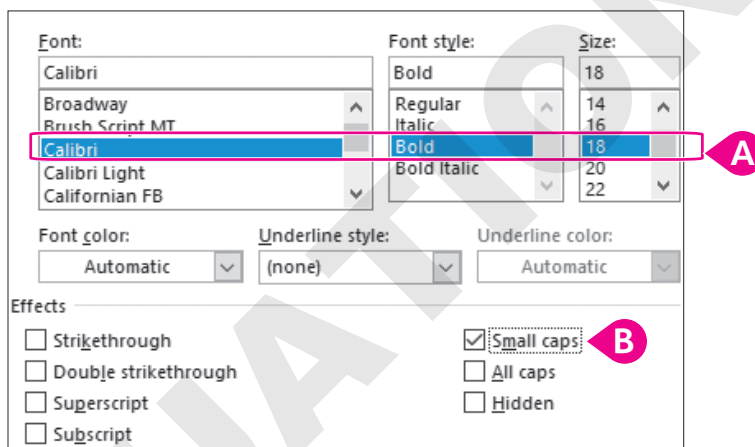 Font: Font style: Size:
Calibri Bold 18
Broadway Regular 14
Brush Script MT Italic 16
Calibri Bold 18
Calibri Light Bold Italic 20
Californian FB 22
A
Font color: Underline style: Underline color:
Automatic (none) Automatic
Effects
Strikethrough Small caps B
Double strikethrough All caps
Superscript Hidden
Subscript